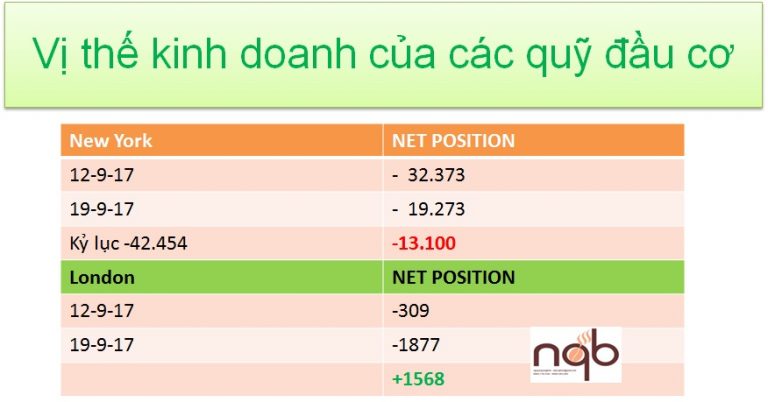 Vị thế kinh doanh của các quỹ đầu cơ
New York NET POSITION
12-9-17 - 32.373
19-9-17 - 19.273
Kỷ lục -42.454 -13.100
London NET POSITION
12-9-17 -309
19-9-17 -1877
+1568
nqb